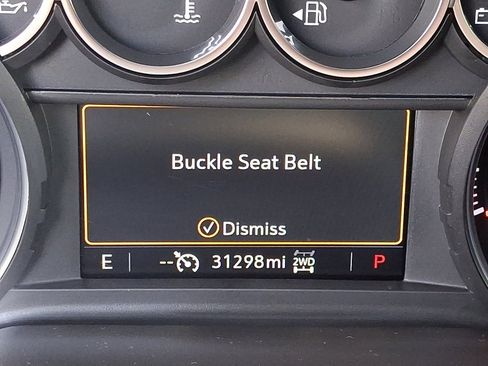 Buckle Seat Belt
Dismiss
E -- 31298mi 2WD P